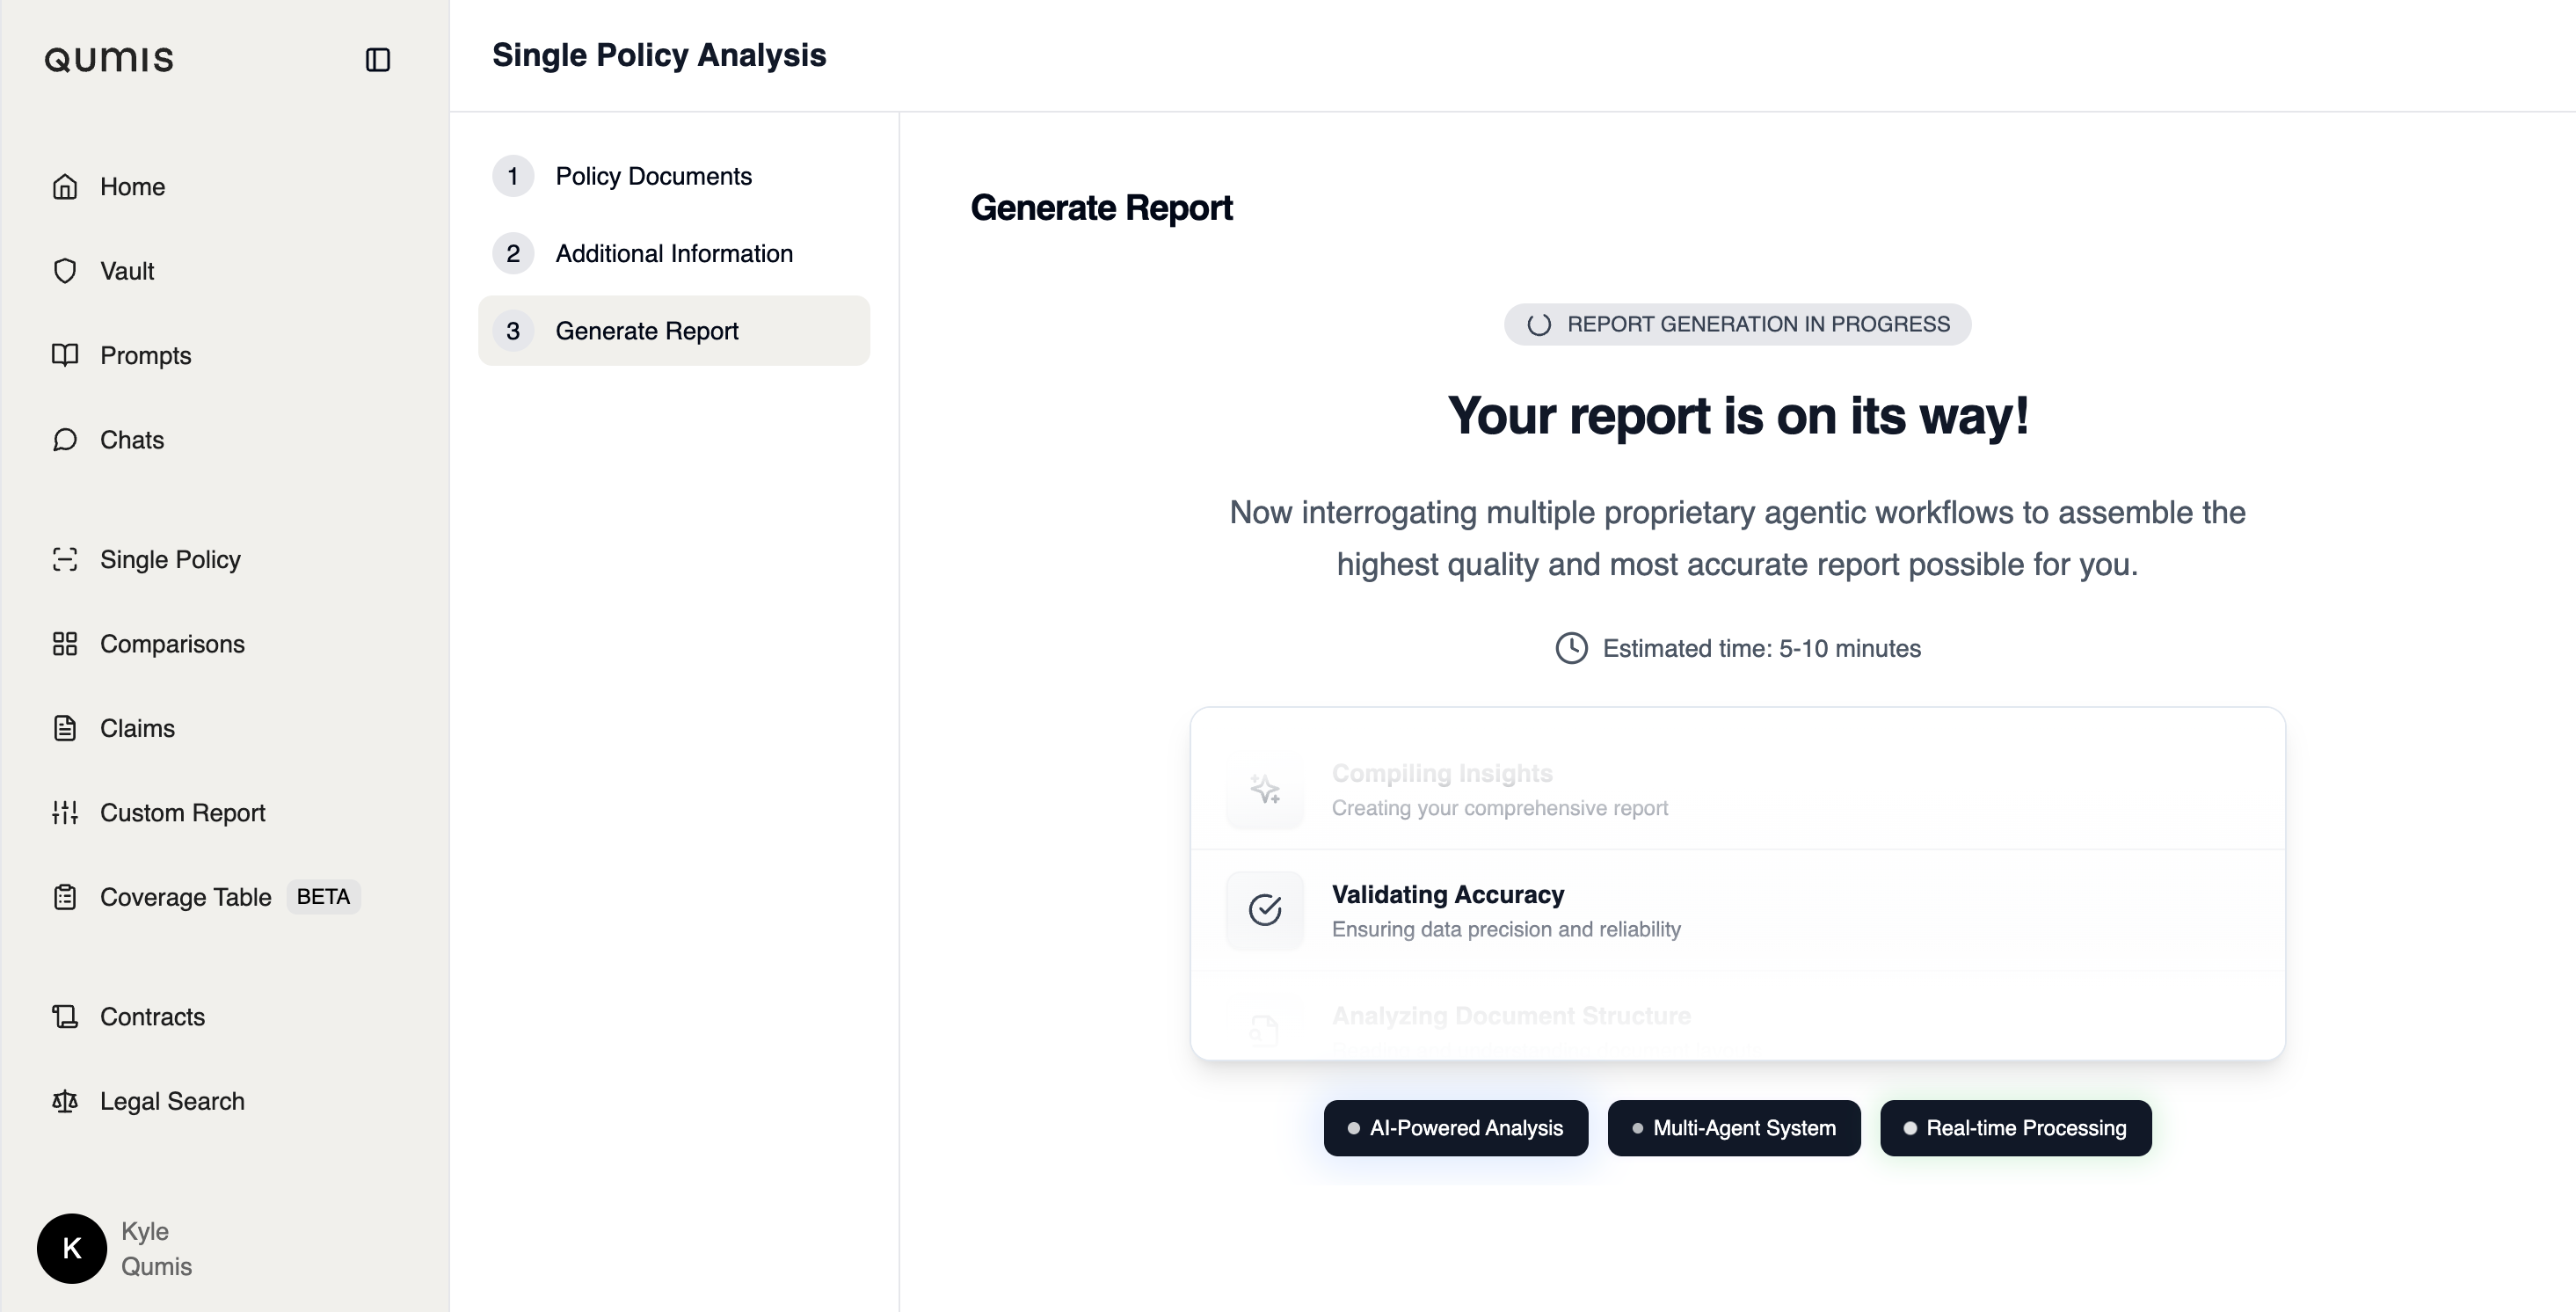 QUMIS
Home
Vault
Prompts
Chats
Single Policy
Comparisons
Claims
Custom Report
Coverage Table BETA
Contracts
Legal Search
K
Kyle
Qumis
Single Policy Analysis
1 Policy Documents
2 Additional Information
3 Generate Report
Generate Report
REPORT GENERATION IN PROGRESS
Your report is on its way!
Now interrogating multiple proprietary agentic workflows to assemble the
highest quality and most accurate report possible for you.
Estimated time: 5-10 minutes
Compiling Insights
Creating your comprehensive report
Validating Accuracy
Ensuring data precision and reliability
Analyzing Document Structure
AI-Powered Analysis
Multi-Agent System
Real-time Processing